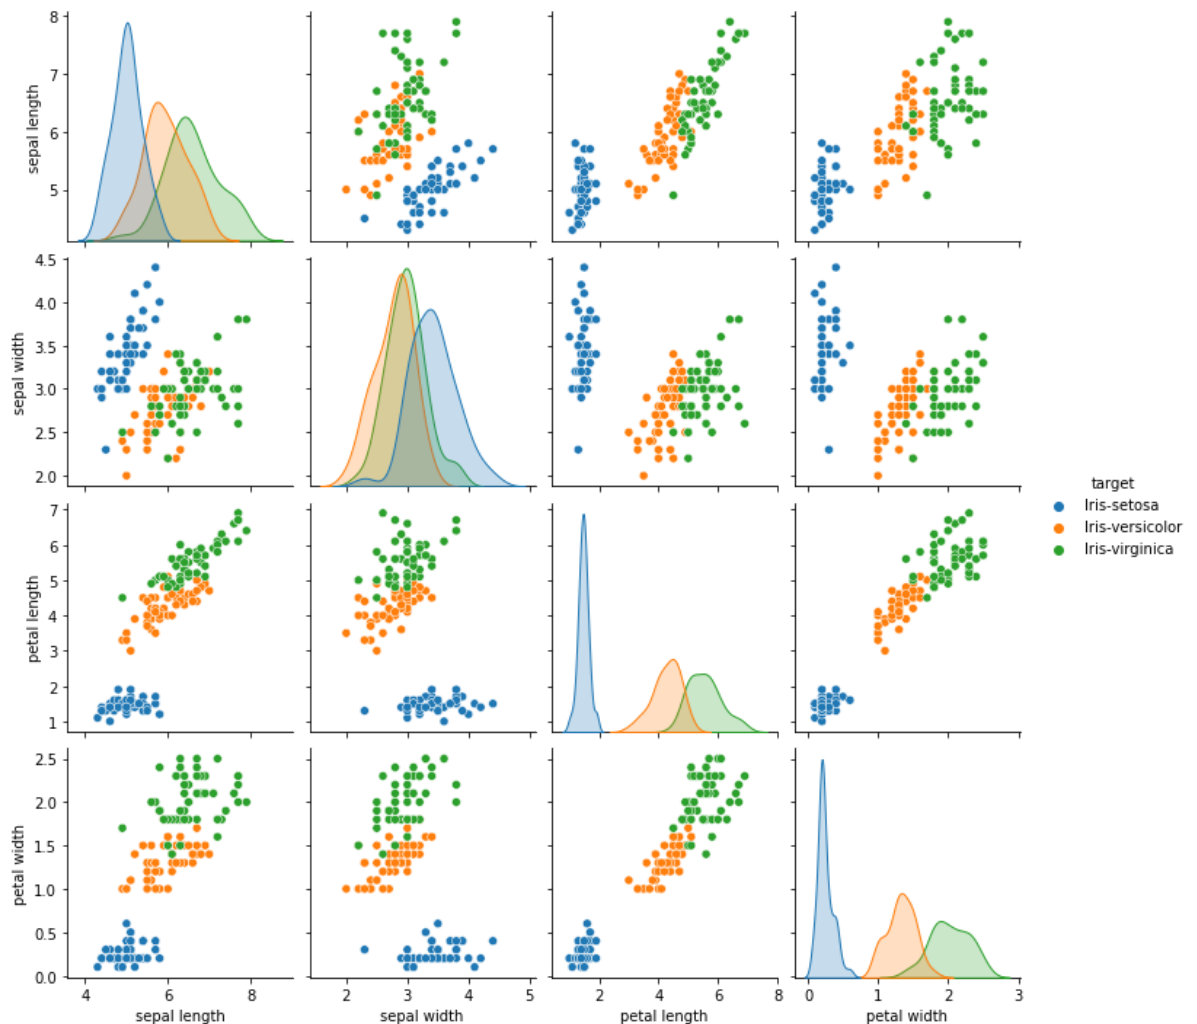 8
7
6
5
sepal length
4.5
4.0
3.5
3.0
2.5
2.0
sepal width
7
6
5
4
3
2
1
petal length
2.5
2.0
1.5
1.0
0.5
0.0
petal width
4 6 8
sepal length
2 3 4 5
sepal width
2 4 6 8
petal length
0 1 2 3
petal width
target
Iris-setosa
Iris-versicolor
Iris-virginica